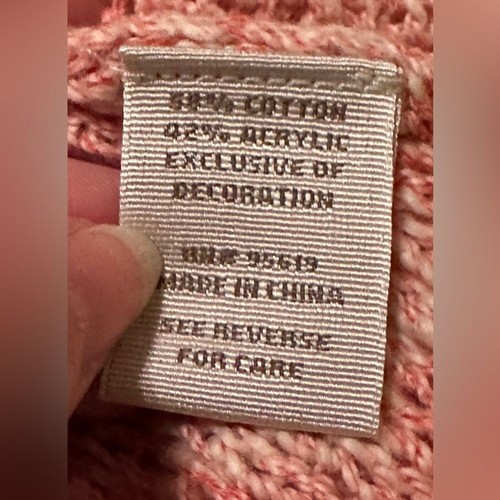 58% COTTON
42% ACRYLIC
EXCLUSIVE OF
DECORATION
RN# 95619
MADE IN CHINA
SEE REVERSE
FOR CARE